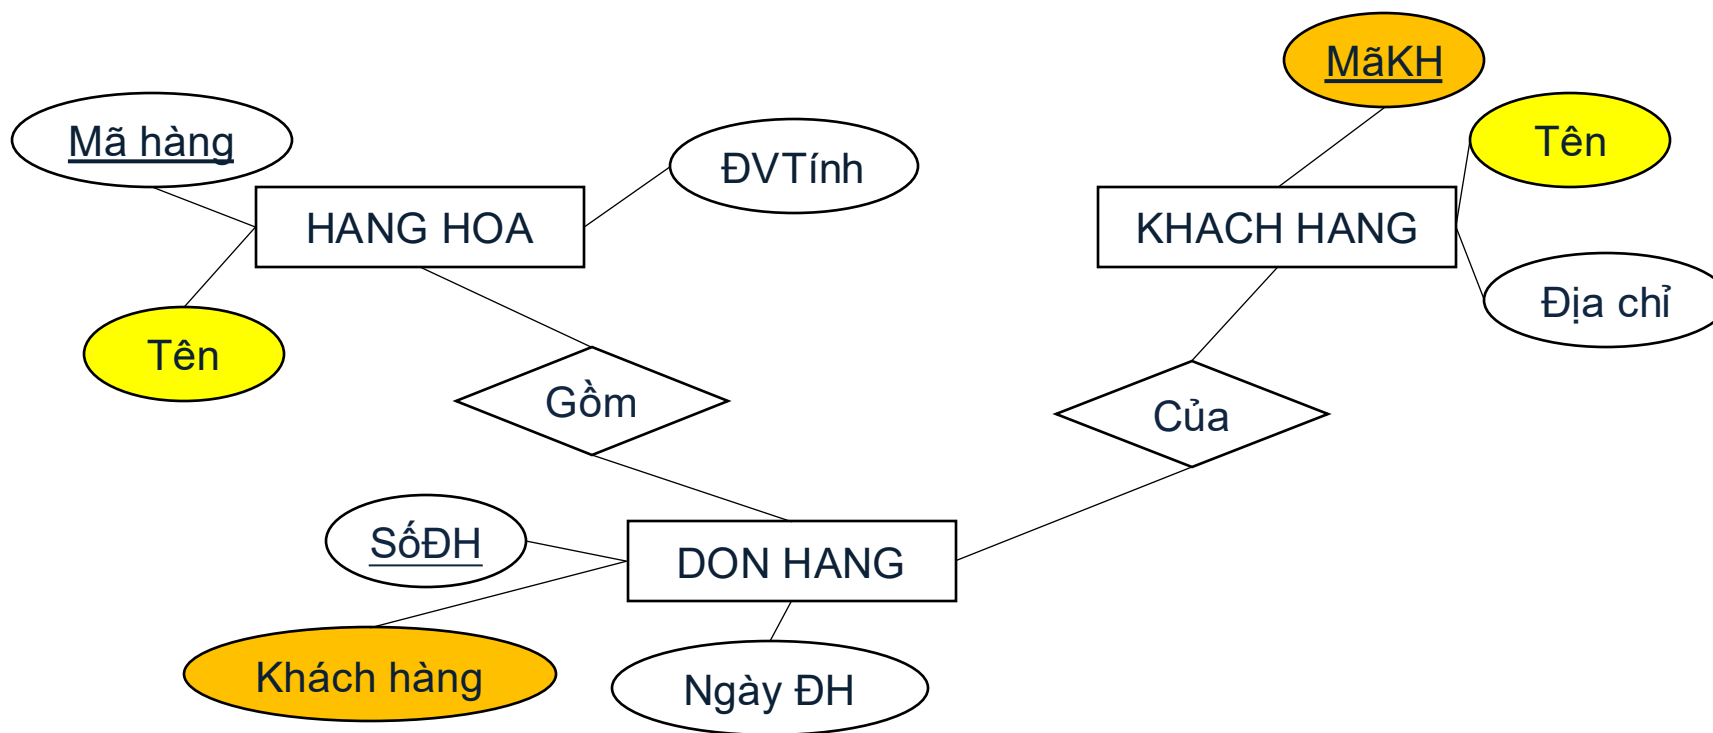 MãKH
Mã hàng
Tên
ĐVTính
HANG HOA
KHACH HANG
Địa chỉ
Tên
Gồm
Của
SốĐH
DON HANG
Khách hàng
Ngày ĐH